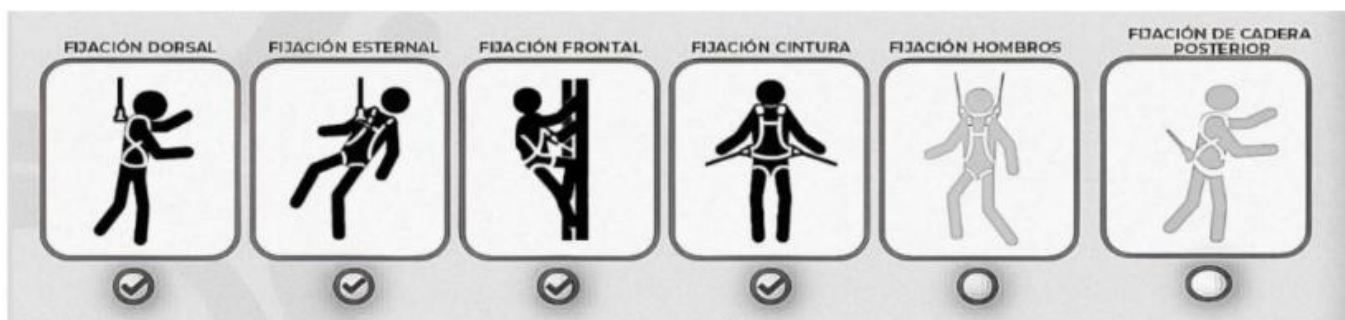 FIJACIÓN DORSAL
FIJACIÓN ESTERNAL
FIJACIÓN FRONTAL
FIJACIÓN CINTURA
FIJACIÓN HOMBROS
FIJACIÓN DE CADERA
POSTERIOR